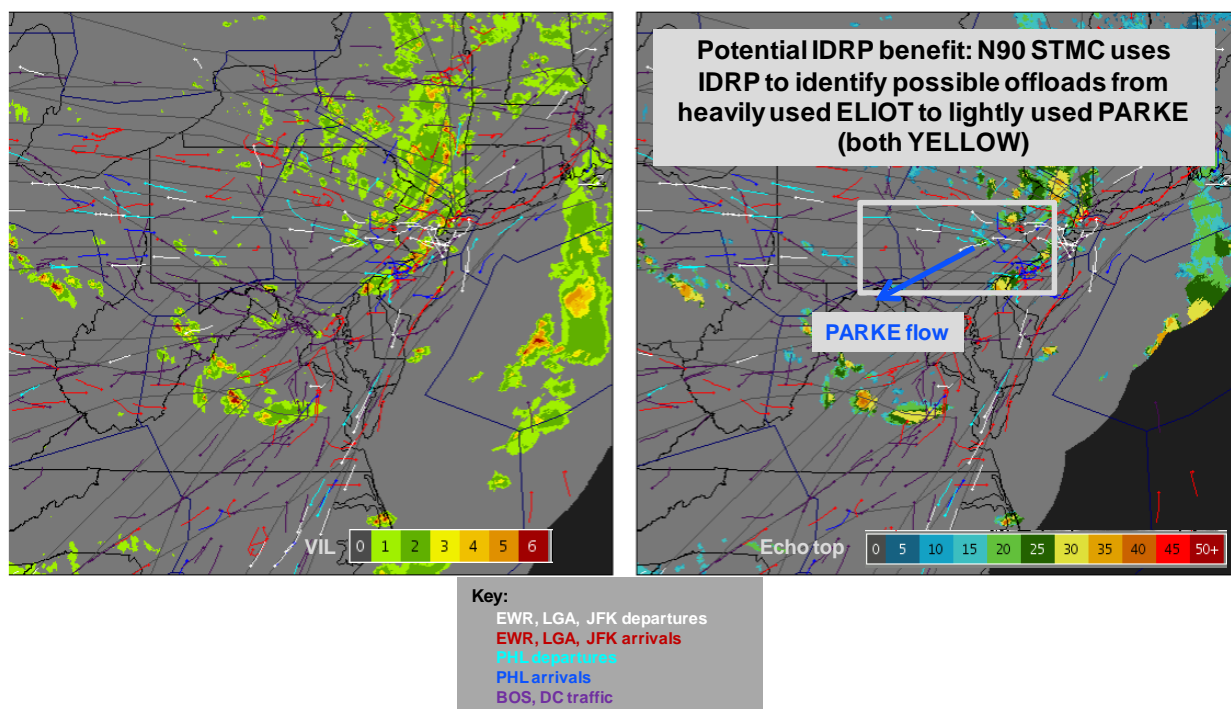 Potential IDRP benefit: N90 STMC uses
IDRP to identify possible offloads from
heavily used ELIOT to lightly used PARKE
(both YELLOW)
PARKE flow
VIL 0 1 2 3 4 5 6
Echo top 0 5 10 15 20 25 30 35 40 45 50+
Key:
EWR, LGA, JFK departures
EWR, LGA, JFK arrivals
PHL departures
PHL arrivals
BOS, DC traffic